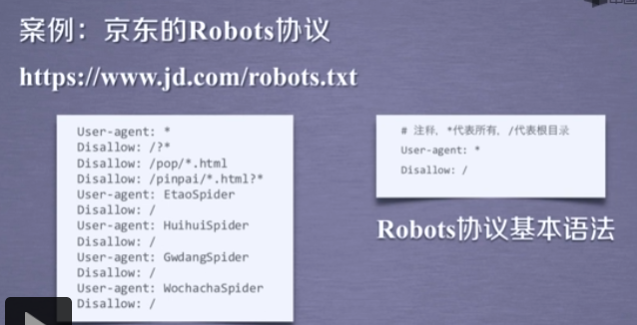 案例：京东的Robots协议
https://www.jd.com/robots.txt
User-agent: *
Disallow: /?*
Disallow: /pop/*.html
Disallow: /pinpai/*.html?*
User-agent: EtaoSpider
Disallow: /
User-agent: HuihuiSpider
Disallow: /
User-agent: GwdangSpider
Disallow: /
User-agent: WochachaSpider
Disallow: /
# 注释，*代表所有，/代表根目录
User-agent: *
Disallow: /
Robots协议基本语法